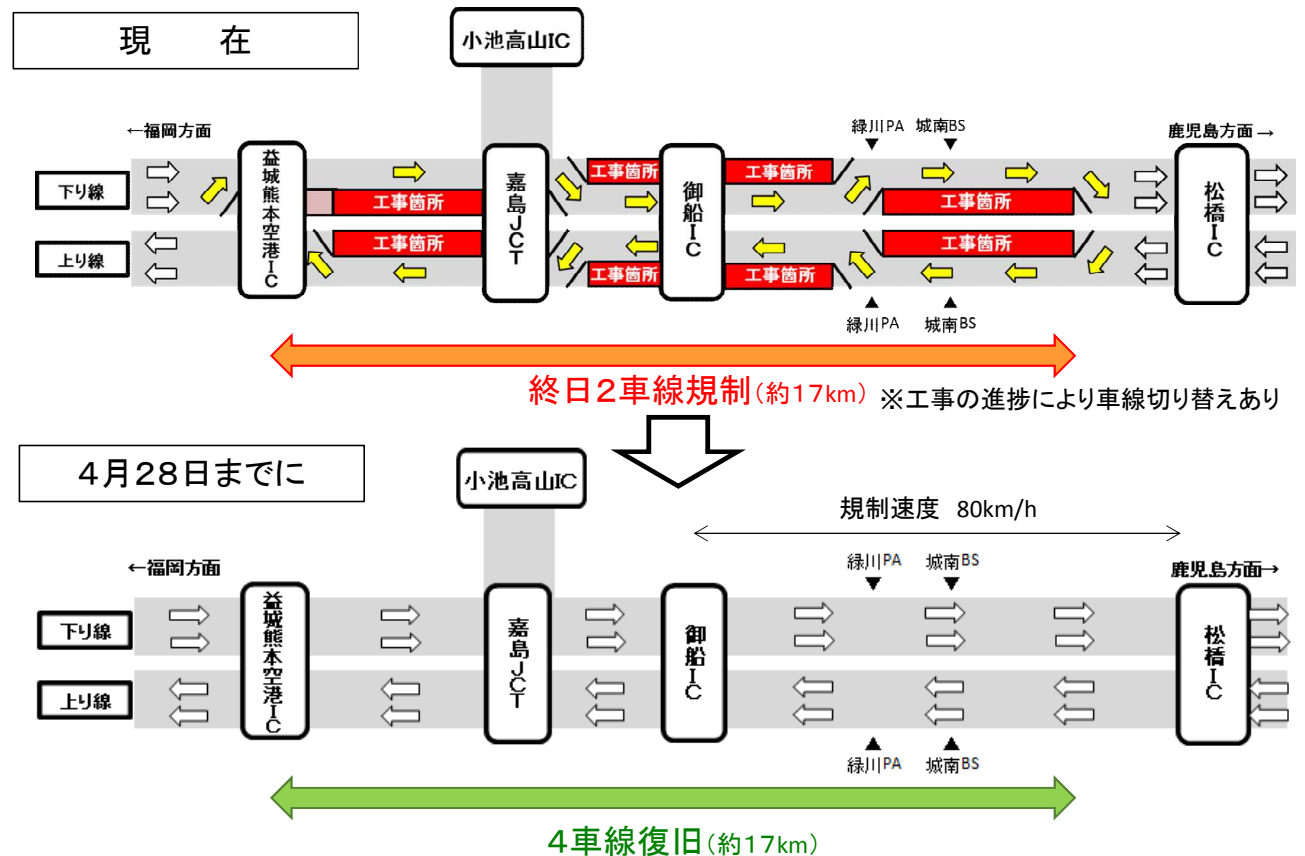 現 在
小池高山IC
←福岡方面
緑川PA 城南BS
鹿児島方面→
下り線
上り線
益城熊本空港IC
嘉島JCT
御船IC
松橋IC
工事箇所 工事箇所
工事箇所 工事箇所
工事箇所 工事箇所
工事箇所 工事箇所
緑川PA 城南BS
終日2車線規制(約17km) ※工事の進捗により車線切り替えあり
4月28日までに
小池高山IC
規制速度 80km/h
←福岡方面
緑川PA 城南BS
鹿児島方面→
下り線
上り線
益城熊本空港IC
嘉島JCT
御船IC
松橋IC
緑川PA 城南BS
4車線復旧(約17km)